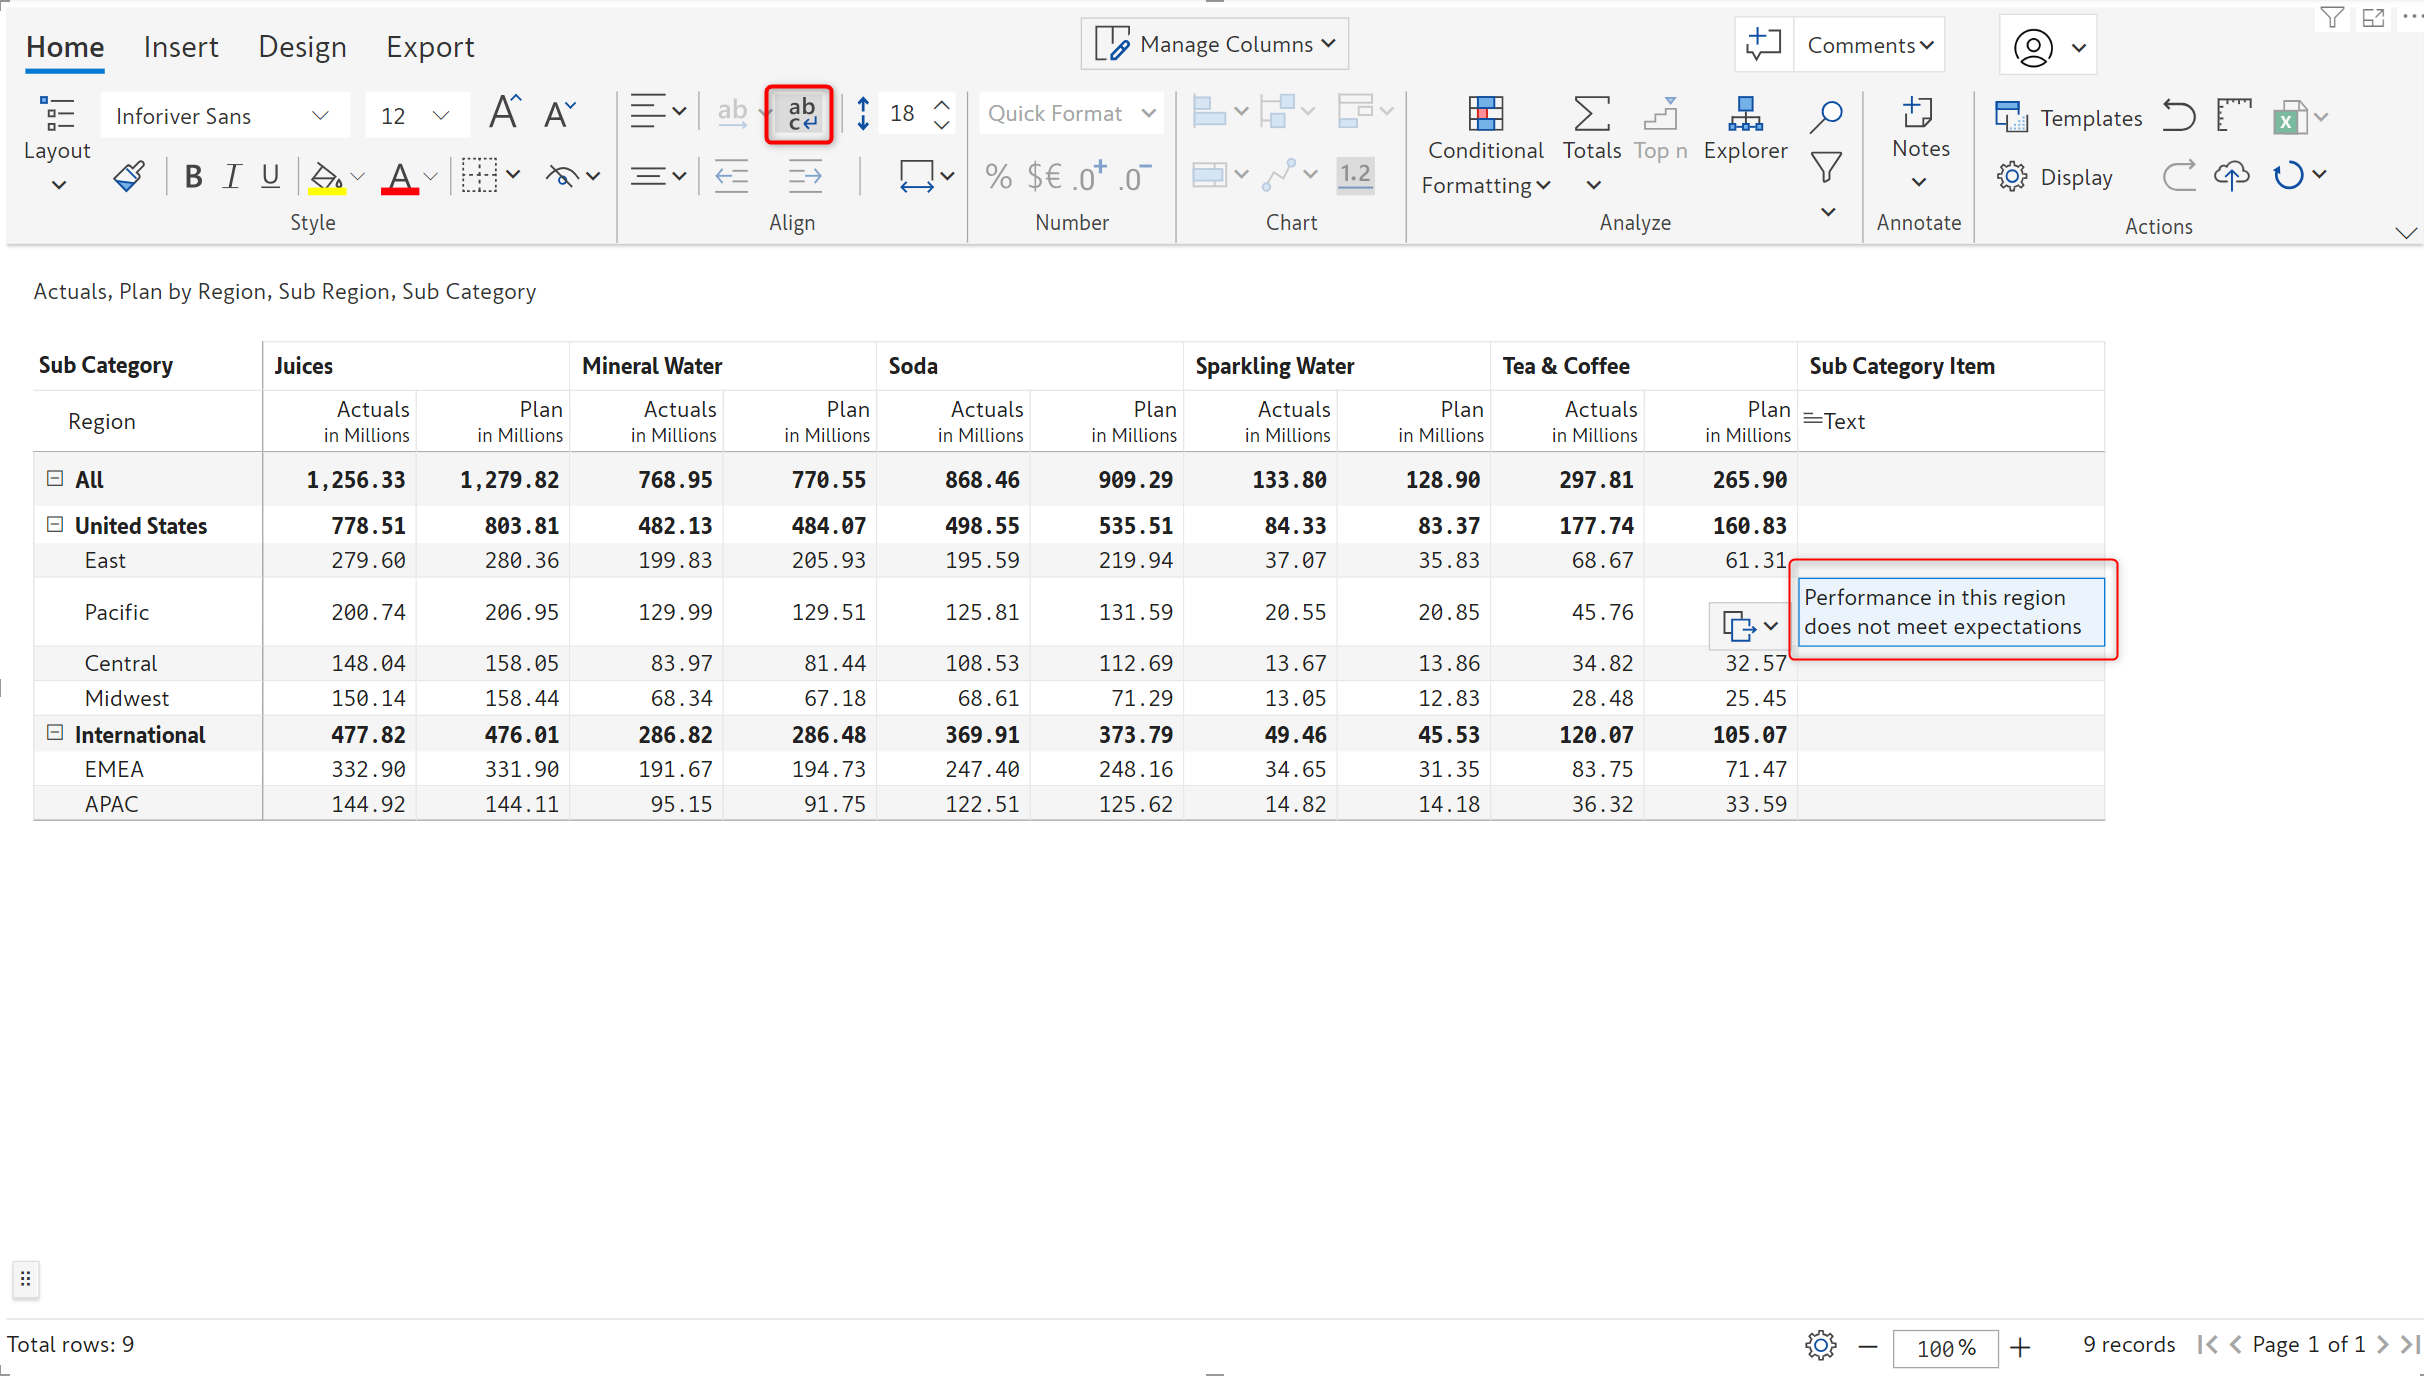 Home Insert Design Export Manage Columns Comments
Inforiver Sans 12 ab ab 18 Quick Format
c
Layout Conditional Totals Top n Explorer Notes Templates
B I U A % $€ .0+ .0- 1.2 Formatting Display
Style Align Number Chart Analyze Annotate Actions
Actuals, Plan by Region, Sub Region, Sub Category
Sub Category Juices Mineral Water Soda Sparkling Water Tea & Coffee Sub Category Item
Region Actuals Plan Actuals Plan Actuals Plan Actuals Plan Actuals Plan Text
in Millions in Millions in Millions in Millions in Millions in Millions in Millions in Millions in Millions in Millions
All 1,256.33 1,279.82 768.95 770.55 868.46 909.29 133.80 128.90 297.81 265.90
United States 778.51 803.81 482.13 484.07 498.55 535.51 84.33 83.37 177.74 160.83
East 279.60 280.36 199.83 205.93 195.59 219.94 37.07 35.83 68.67 61.31
Pacific 200.74 206.95 129.99 129.51 125.81 131.59 20.55 20.85 45.76 Performance in this region
does not meet expectations
Central 148.04 158.05 83.97 81.44 108.53 112.69 13.67 13.86 34.82 32.57
Midwest 150.14 158.44 68.34 67.18 68.61 71.29 13.05 12.83 28.48 25.45
International 477.82 476.01 286.82 286.48 369.91 373.79 49.46 45.53 120.07 105.07
EMEA 332.90 331.90 191.67 194.73 247.40 248.16 34.65 31.35 83.75 71.47
APAC 144.92 144.11 95.15 91.75 122.51 125.62 14.82 14.18 36.32 33.59
Total rows: 9 100% 9 records Page 1 of 1